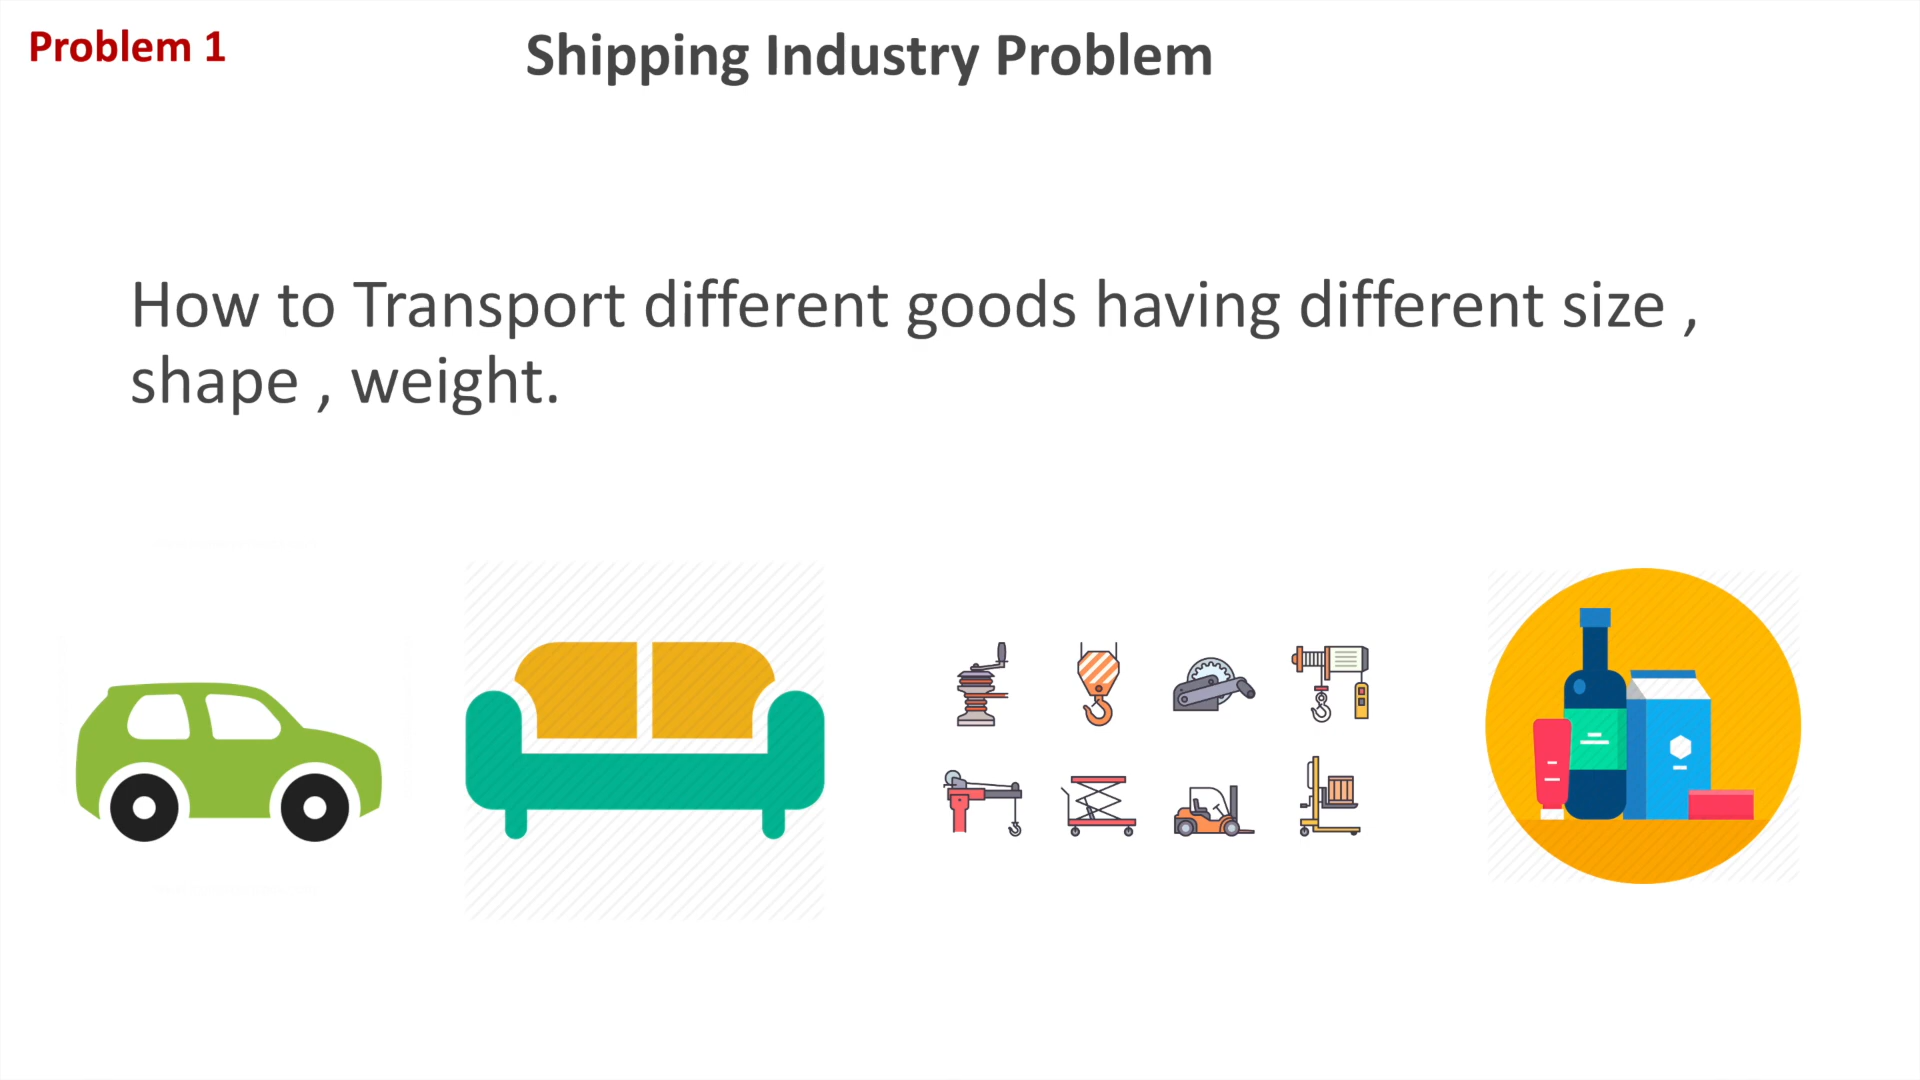 Problem 1
Shipping Industry Problem
How to Transport different goods having different size ,
shape , weight.